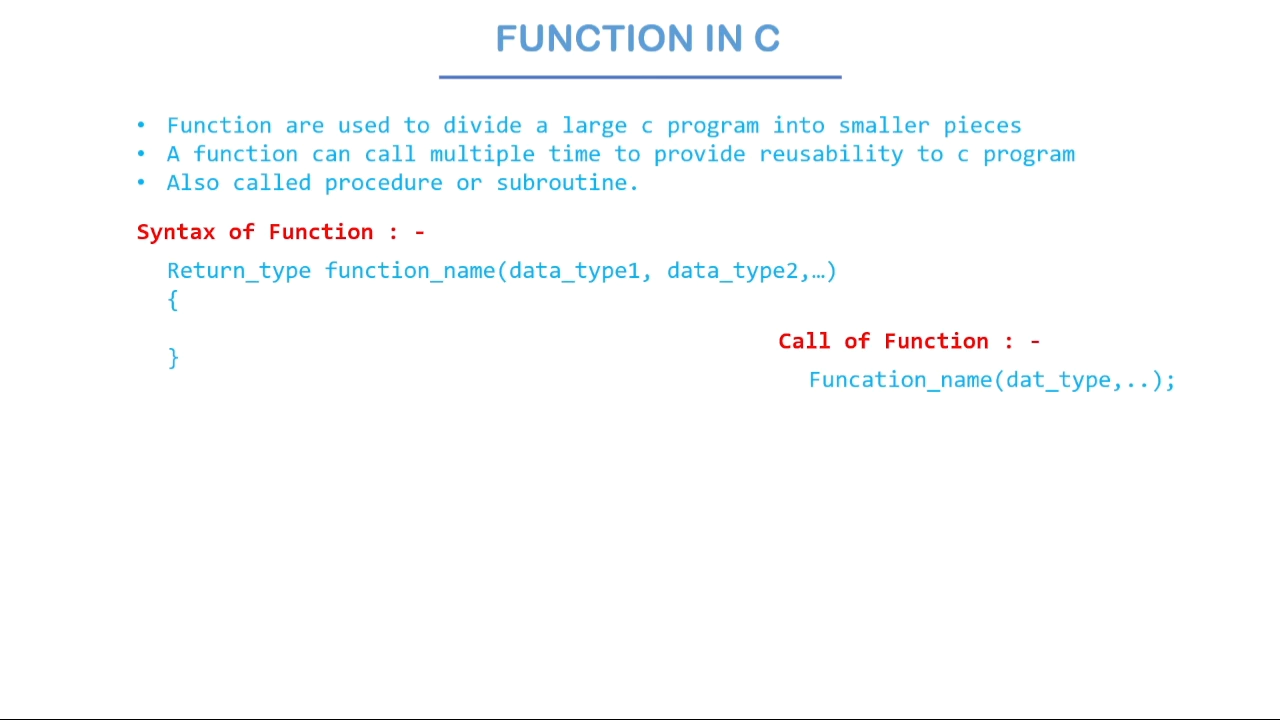 FUNCTION IN C
• Function are used to divide a large c program into smaller pieces
• A function can call multiple time to provide reusability to c program
• Also called procedure or subroutine.
Syntax of Function : -
Return_type function_name(data_type1, data_type2,…)
{
}
Call of Function : -
Funcation_name(dat_type,..);